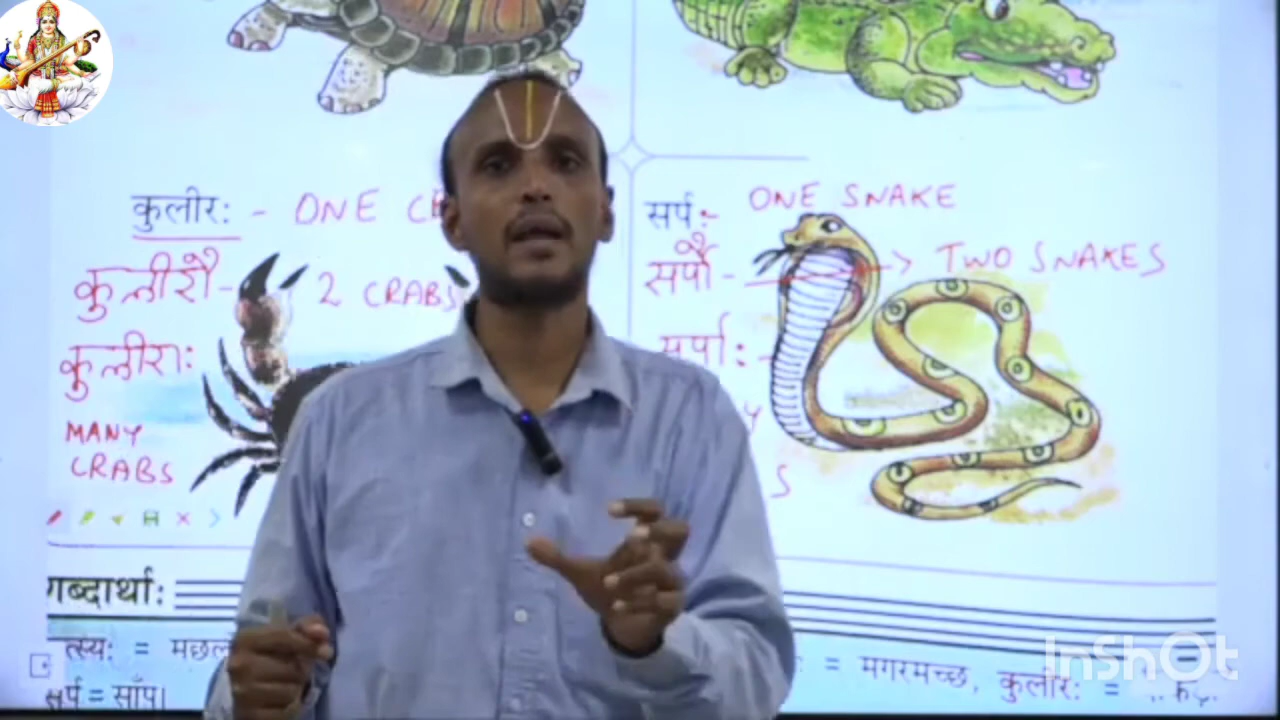 कुलीर: - ONE
कुलीरौ - 2 CRABS
कुलीरा:
MANY
CRABS
सर्प:- ONE SNAKE
सर्पौ - TWO SNAKES
सर्पा: -
शब्दार्था:
= 
सर्प = साँप।
= मगरमच्छ, कुलीर: =
InShOt